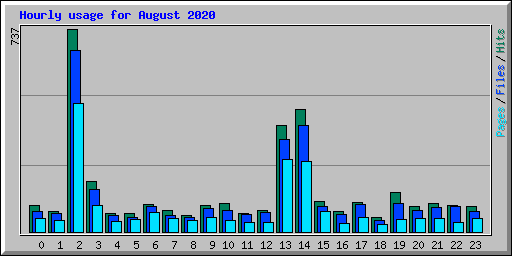 Hourly usage for August 2020
737
Pages/Files/Hits
0 1 2 3 4 5 6 7 8 9 10 11 12 13 14 15 16 17 18 19 20 21 22 23